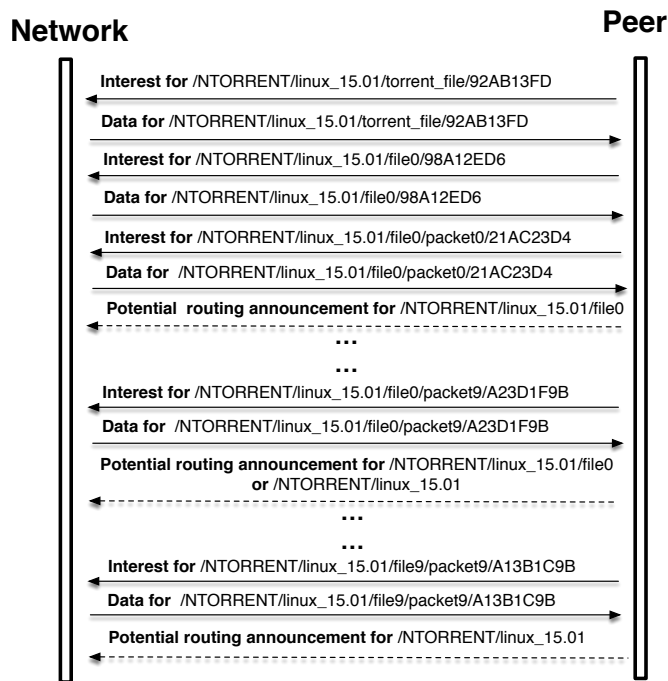 Network
Peer
Interest for /NTORRENT/linux_15.01/torrent_file/92AB13FD
Data for /NTORRENT/linux_15.01/torrent_file/92AB13FD
Interest for /NTORRENT/linux_15.01/file0/98A12ED6
Data for /NTORRENT/linux_15.01/file0/98A12ED6
Interest for /NTORRENT/linux_15.01/file0/packet0/21AC23D4
Data for /NTORRENT/linux_15.01/file0/packet0/21AC23D4
Potential routing announcement for /NTORRENT/linux_15.01/file0
...
...
Interest for /NTORRENT/linux_15.01/file0/packet9/A23D1F9B
Data for /NTORRENT/linux_15.01/file0/packet9/A23D1F9B
Potential routing announcement for /NTORRENT/linux_15.01/file0
or /NTORRENT/linux_15.01
...
...
Interest for /NTORRENT/linux_15.01/file9/packet9/A13B1C9B
Data for /NTORRENT/linux_15.01/file9/packet9/A13B1C9B
Potential routing announcement for /NTORRENT/linux_15.01